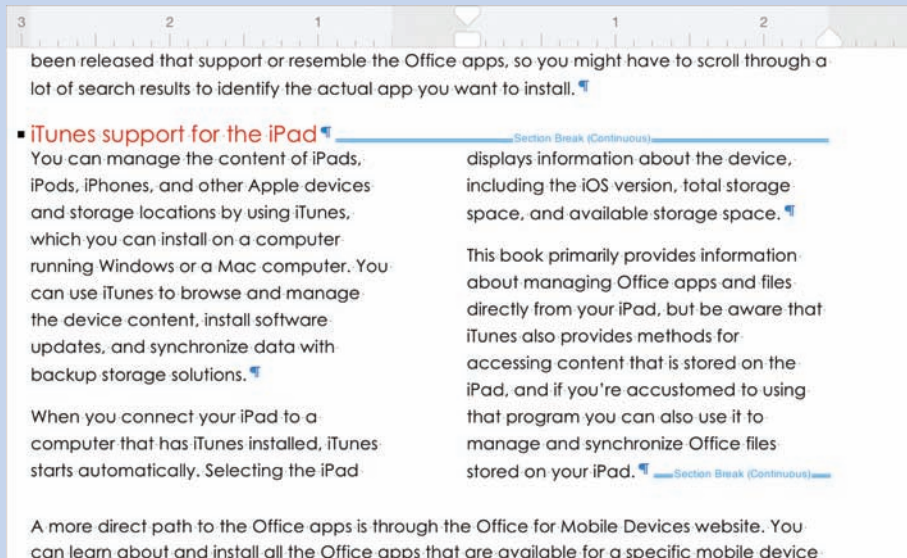 3 2 1 1 2
been released that support or resemble the Office apps, so you might have to scroll through a
lot of search results to identify the actual app you want to install. ¶
iTunes support for the iPad ¶ Section Break (Continuous)
You can manage the content of iPads,
iPods, iPhones, and other Apple devices
and storage locations by using iTunes,
which you can install on a computer
running Windows or a Mac computer. You
can use iTunes to browse and manage
the device content, install software
updates, and synchronize data with
backup storage solutions. ¶
When you connect your iPad to a
computer that has iTunes installed, iTunes
starts automatically. Selecting the iPad
displays information about the device,
including the iOS version, total storage
space, and available storage space. ¶
This book primarily provides information
about managing Office apps and files
directly from your iPad, but be aware that
iTunes also provides methods for
accessing content that is stored on the
iPad, and if you're accustomed to using
that program you can also use it to
manage and synchronize Office files
stored on your iPad. ¶ Section Break (Continuous)
A more direct path to the Office apps is through the Office for Mobile Devices website. You
can learn about and install all the Office apps that are available for a specific mobile device